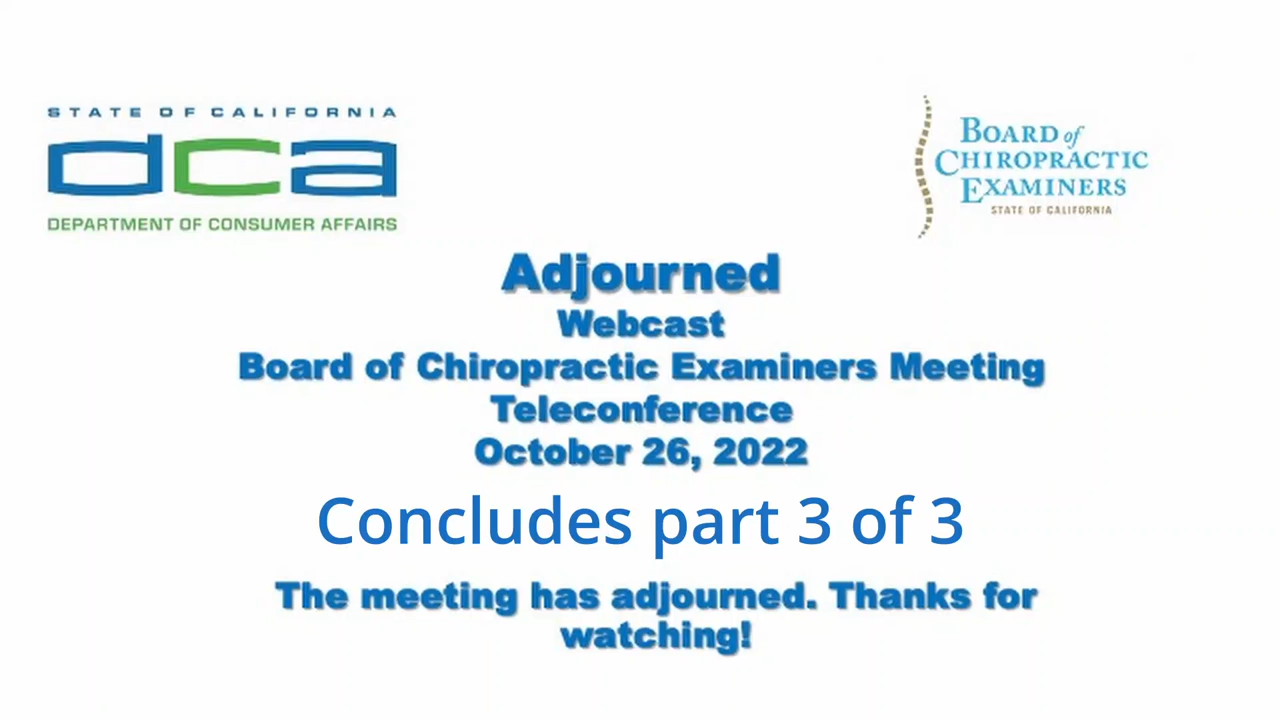 STATE OF CALIFORNIA
dca
DEPARTMENT OF CONSUMER AFFAIRS
BOARD of
CHIROPRACTIC
EXAMINERS
STATE OF CALIFORNIA
Adjourned
Webcast
Board of Chiropractic Examiners Meeting
Teleconference
October 26, 2022
Concludes part 3 of 3
The meeting has adjourned. Thanks for
watching!